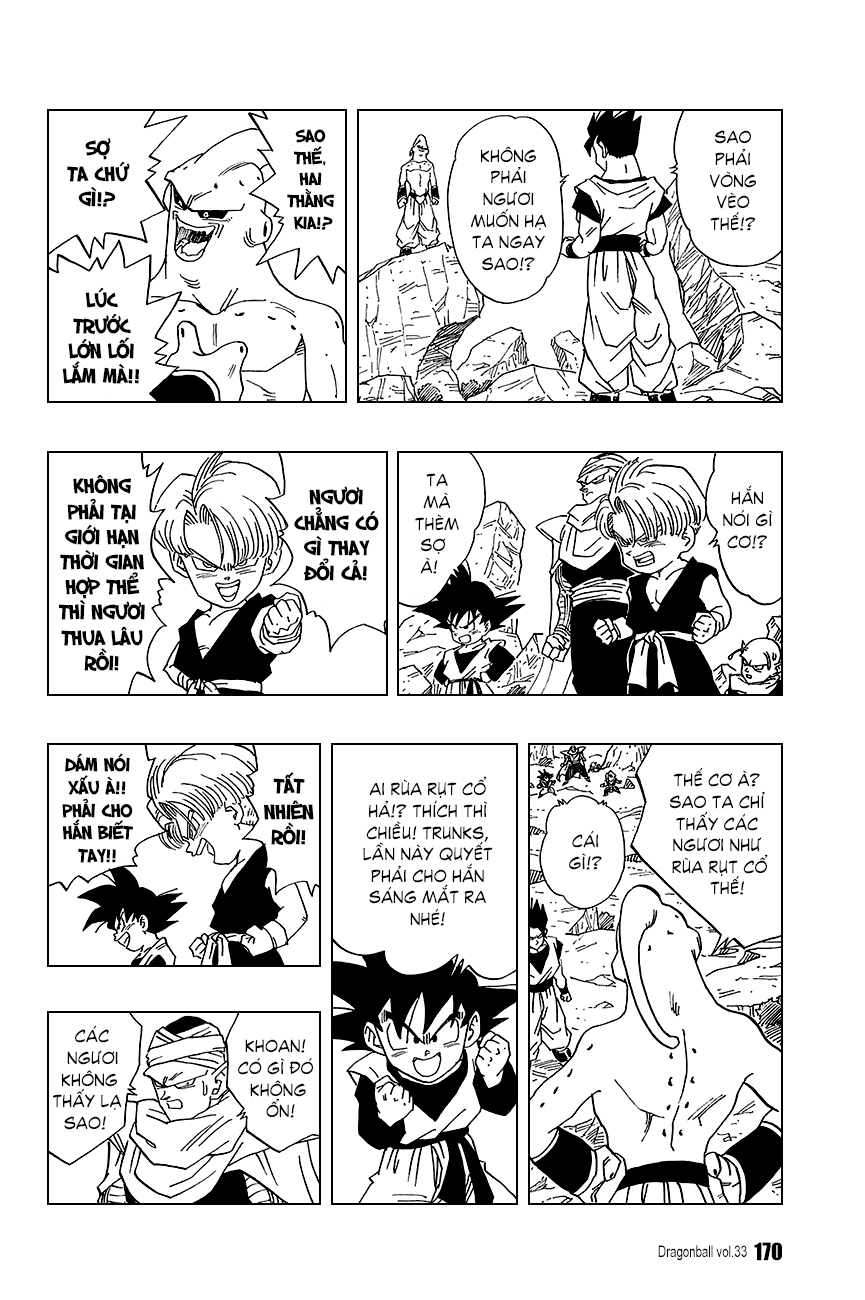 SAO
PHẢI
VÒNG
VÈO
THẾ!?
KHÔNG
PHẢI
NGƯƠI
MUỐN HẠ
TA NGAY
SAO!?
SAO
THẾ,
HAI
THẰNG
KIA!?
SỢ
TA CHỨ
GÌ!?
LÚC
TRƯỚC
LỚN LỐI
LẮM MÀ!!
HẮN
NÓI GÌ
CƠ!?
TA
MÀ
THÈM
SỢ
À!
NGƯƠI
CHẲNG CÓ
GÌ THAY
ĐỔI CẢ!
KHÔNG
PHẢI TẠI
GIỚI HẠN
THỜI GIAN
HỢP THỂ
THÌ NGƯƠI
THUA LÂU
RỒI!
THẾ CƠ À?
SAO TA CHỈ
THẤY CÁC
NGƯƠI NHƯ
RÙA RỤT CỔ
THẾ!
CÁI
GÌ!?
AI RÙA RỤT CỔ
HẢ!? THÍCH THÌ
CHIỀU! TRUNKS,
LẦN NÀY QUYẾT
PHẢI CHO HẮN
SÁNG MẮT RA
NHÉ!
TẤT
NHIÊN
RỒI!
DÁM NÓI
XẤU À!!
PHẢI CHO
HẮN BIẾT
TAY!!
KHOAN!
CÓ GÌ ĐÓ
KHÔNG
ỔN!
CÁC
NGƯƠI
KHÔNG
THẤY LẠ
SAO!
Dragonball vol.33 170